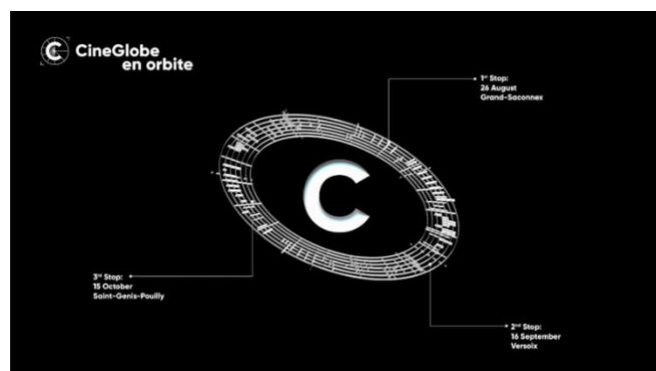 C CineGlobe
en orbite
1st Stop:
26 August
Grand-Saconnex
C
3rd Stop:
15 October
Saint-Genis-Pouilly
2nd Stop:
16 September
Versoix